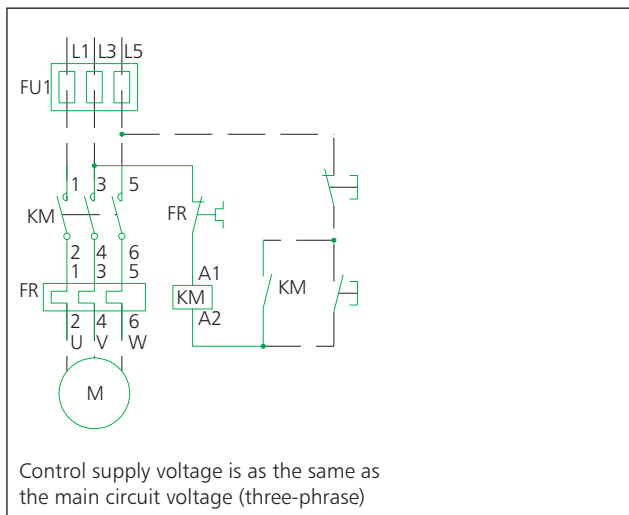 L1 L3 L5
FU1
1 3 5
KM
FR
2 4 6
1 3 5
A1
FR
KM
KM
A2
2 4 6
U V W
M
Control supply voltage is as the same as
the main circuit voltage (three-phrase)